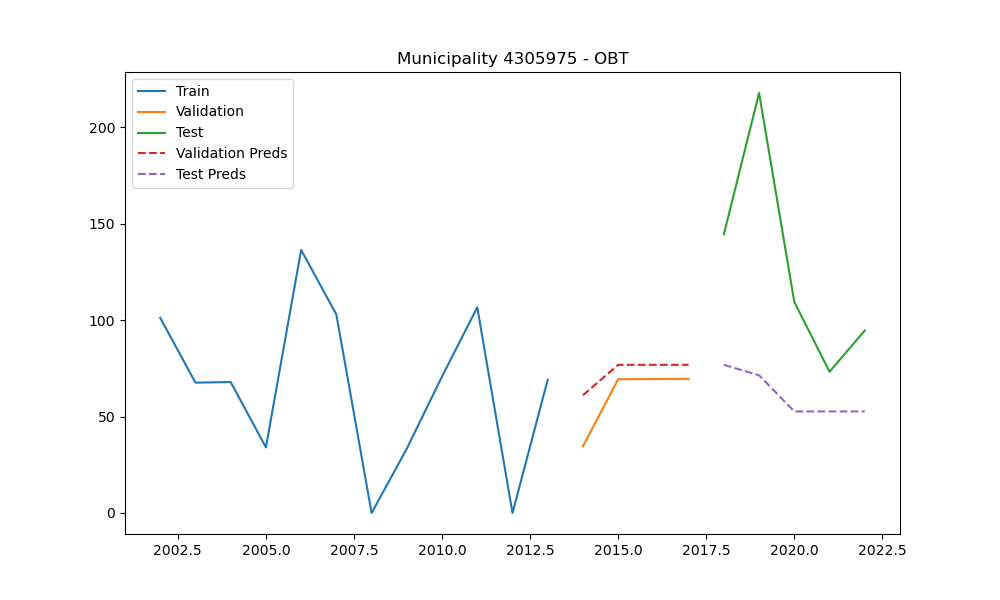 Municipality 4305975 - OBT
Train
Validation
Test
Validation Preds
Test Preds
200
150
100
50
0
2002.5 2005.0 2007.5 2010.0 2012.5 2015.0 2017.5 2020.0 2022.5